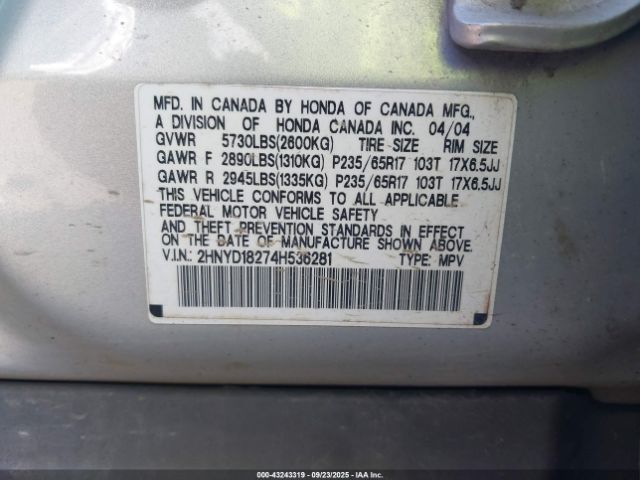 MFD. IN CANADA BY HONDA OF CANADA MFG.,
A DIVISION OF HONDA CANADA INC. 04/04
GVWR 5730LBS(2600KG) TIRE SIZE RIM SIZE
GAWR F 2890LBS(1310KG) P235/65R17 103T 17X6.5JJ
GAWR R 2945LBS(1335KG) P235/65R17 103T 17X6.5JJ
THIS VEHICLE CONFORMS TO ALL APPLICABLE
FEDERAL MOTOR VEHICLE SAFETY
AND THEFT PREVENTION STANDARDS IN EFFECT
ON THE DATE OF MANUFACTURE SHOWN ABOVE.
V.I.N.: 2HNYD18274H536281 TYPE: MPV
000-43243319 - 09/23/2025 - IAAI.COM